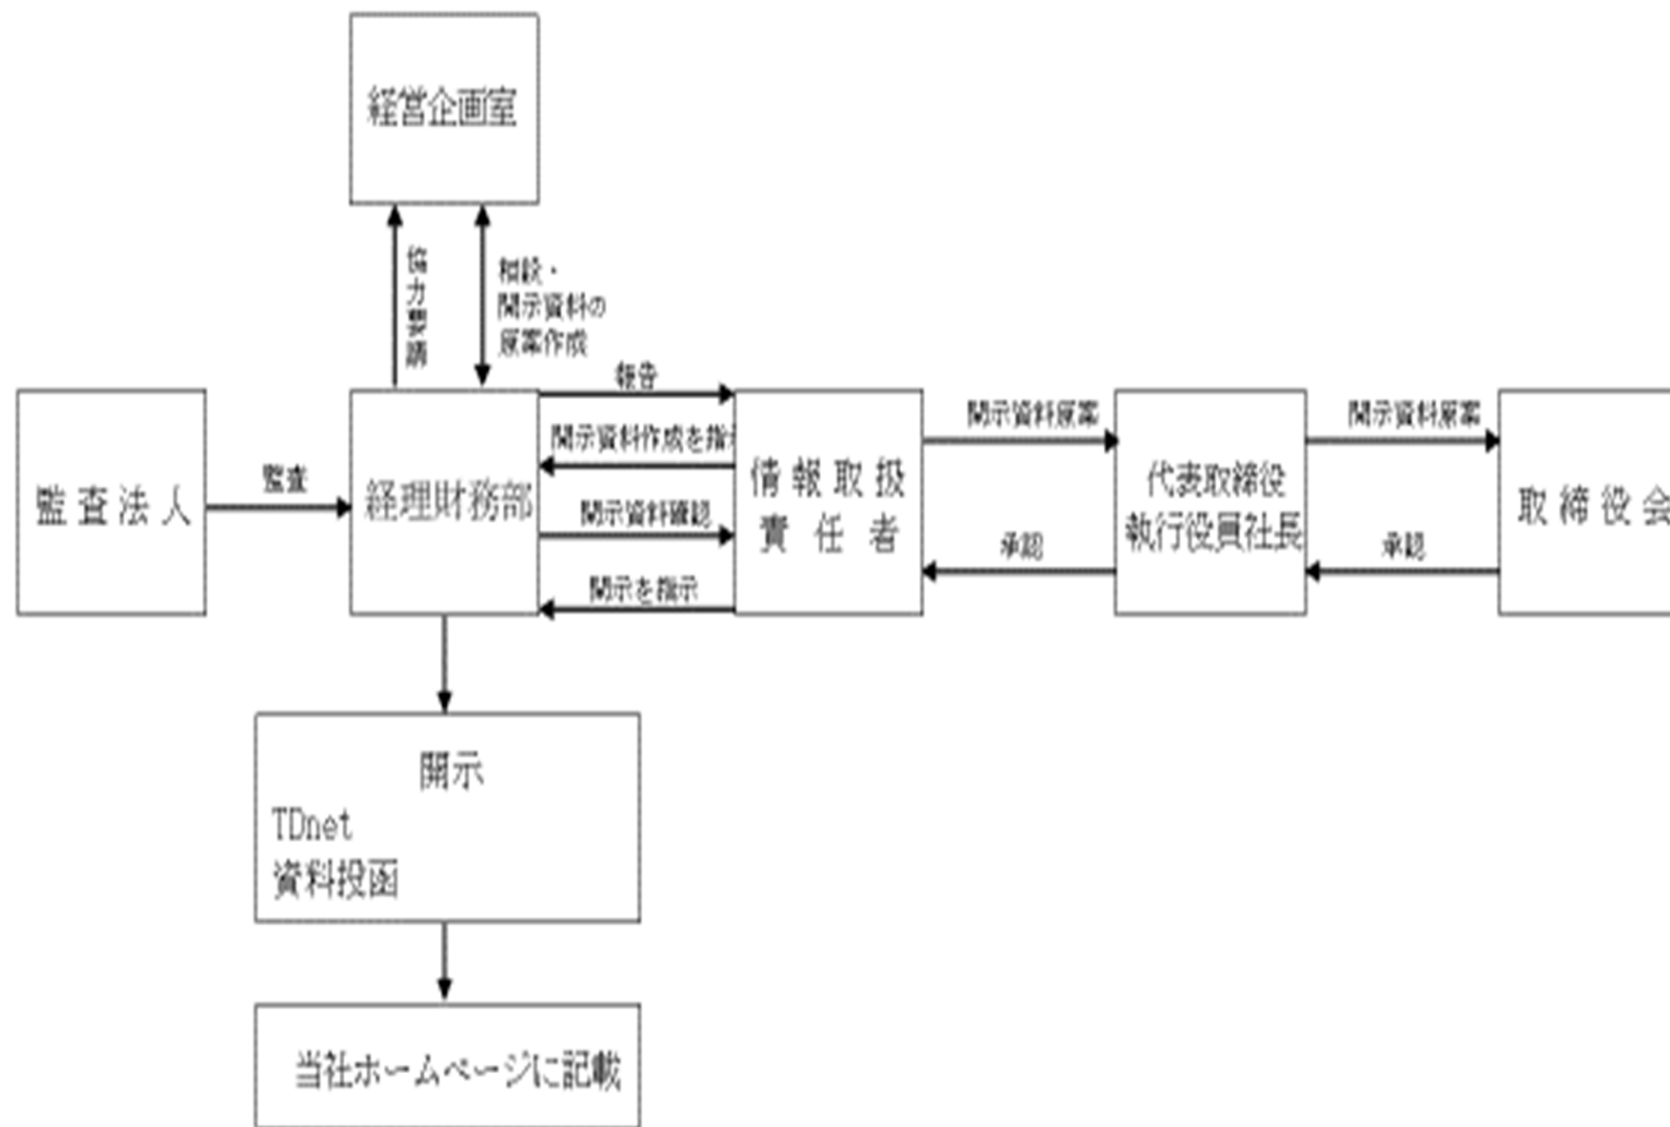 経営企画室
協力要請
相談・
開示資料の
原案作成
報告
開示資料作成を指示
開示資料確認
開示を指示
監査法人
監査
経理財務部
情報取扱
責任者
開示資料原案
承認
代表取締役
執行役員社長
開示資料原案
承認
取締役会
開示
TDnet
資料投函
当社ホームページに記載